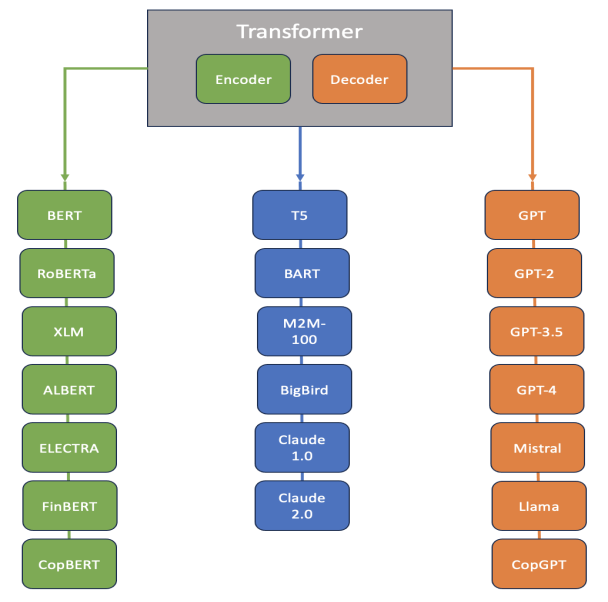 Transformer
Encoder
Decoder
BERT
RoBERTa
XLM
ALBERT
ELECTRA
FinBERT
CopBERT
T5
BART
M2M-
100
BigBird
Claude
1.0
Claude
2.0
GPT
GPT-2
GPT-3.5
GPT-4
Mistral
Llama
CopGPT